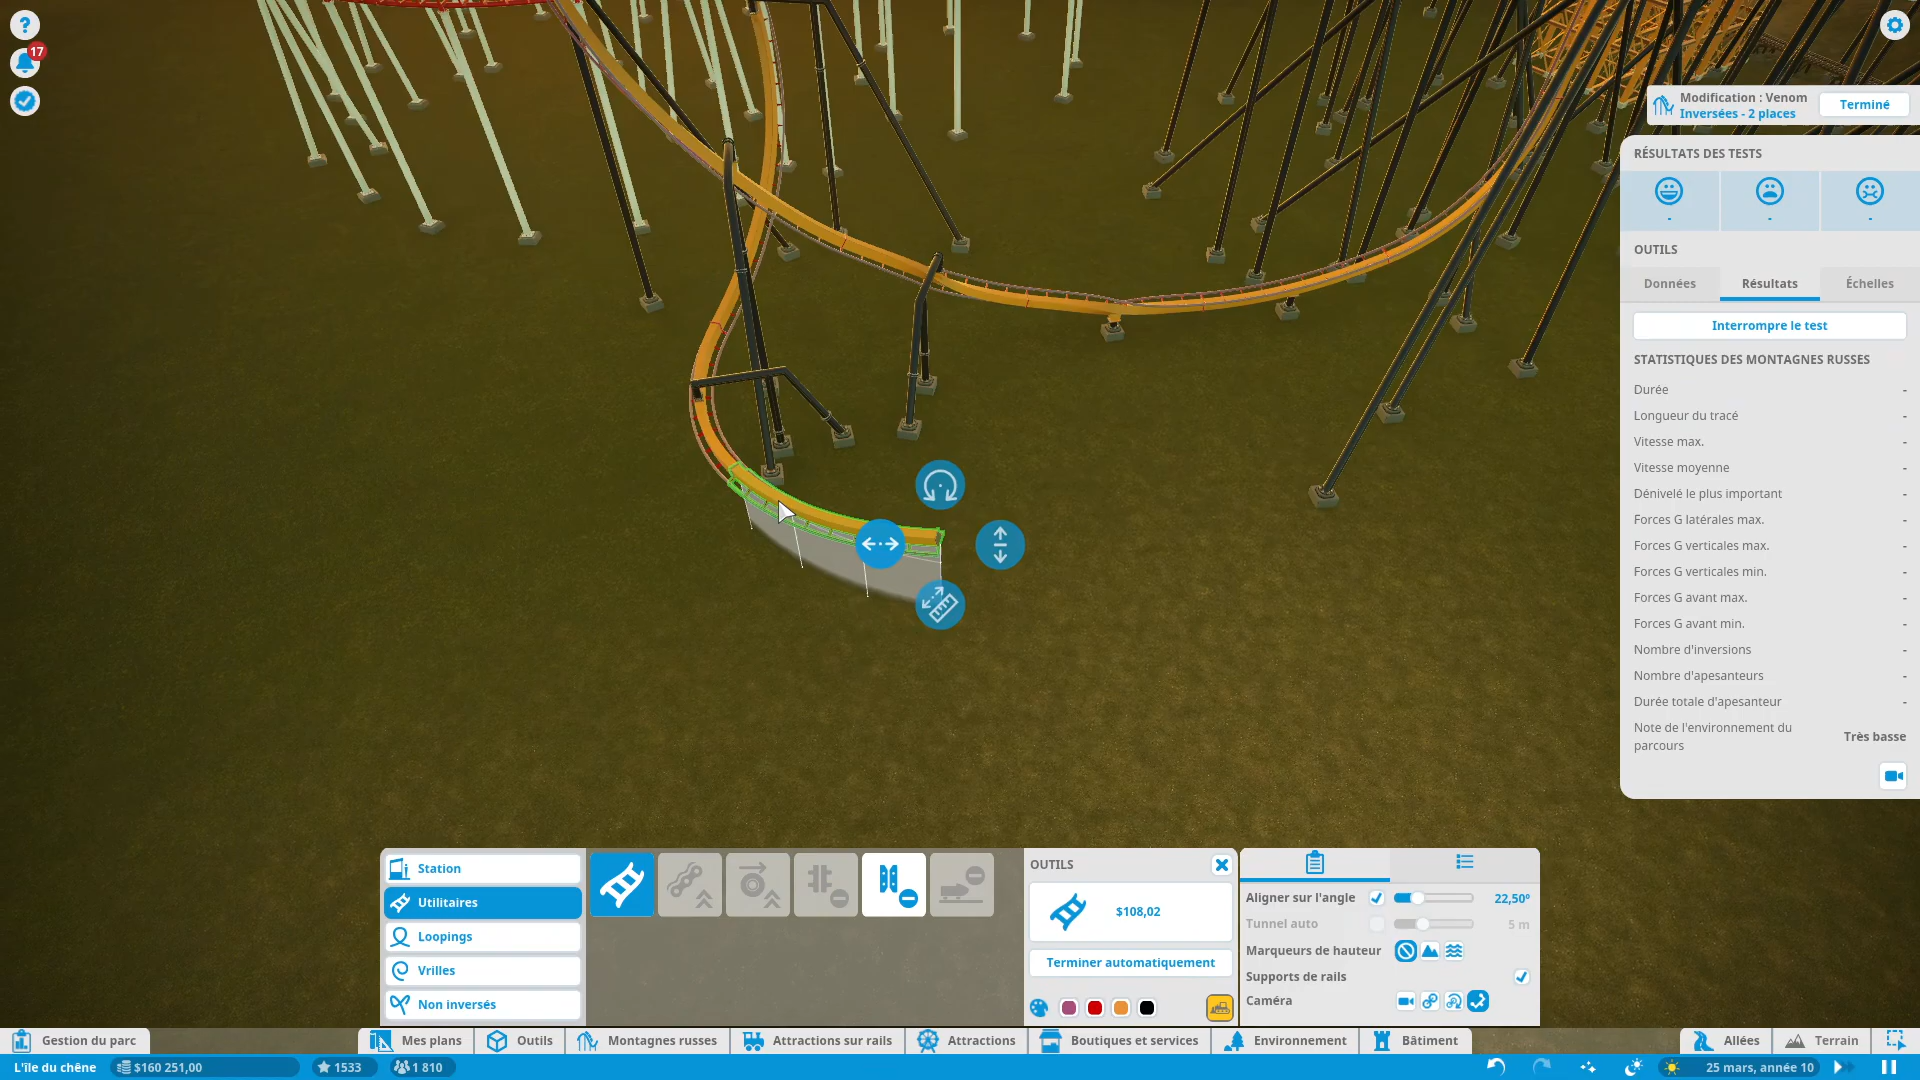 ?
17
Modification : Venom
Inversées - 2 places
Terminé
RÉSULTATS DES TESTS
- - -
OUTILS
Données Résultats Échelles
Interrompre le test
STATISTIQUES DES MONTAGNES RUSSES
Durée -
Longueur du tracé -
Vitesse max. -
Vitesse moyenne -
Dénivelé le plus important -
Forces G latérales max. -
Forces G verticales max. -
Forces G verticales min. -
Forces G avant max. -
Forces G avant min. -
Nombre d'inversions -
Nombre d'apesanteurs -
Durée totale d'apesanteur -
Note de l'environnement du
parcours
Très basse
Station
Utilitaires
Loopings
Vrilles
Non inversés
OUTILS
$108,02
Terminer automatiquement
Aligner sur l'angle 22,50°
Tunnel auto 5 m
Marqueurs de hauteur
Supports de rails
Caméra
Gestion du parc
Mes plans
Outils
Montagnes russes
Attractions sur rails
Attractions
Boutiques et services
Environnement
Bâtiment
Allées
Terrain
L'île du chêne
$160 251,00
1533
1 810
25 mars, année 10